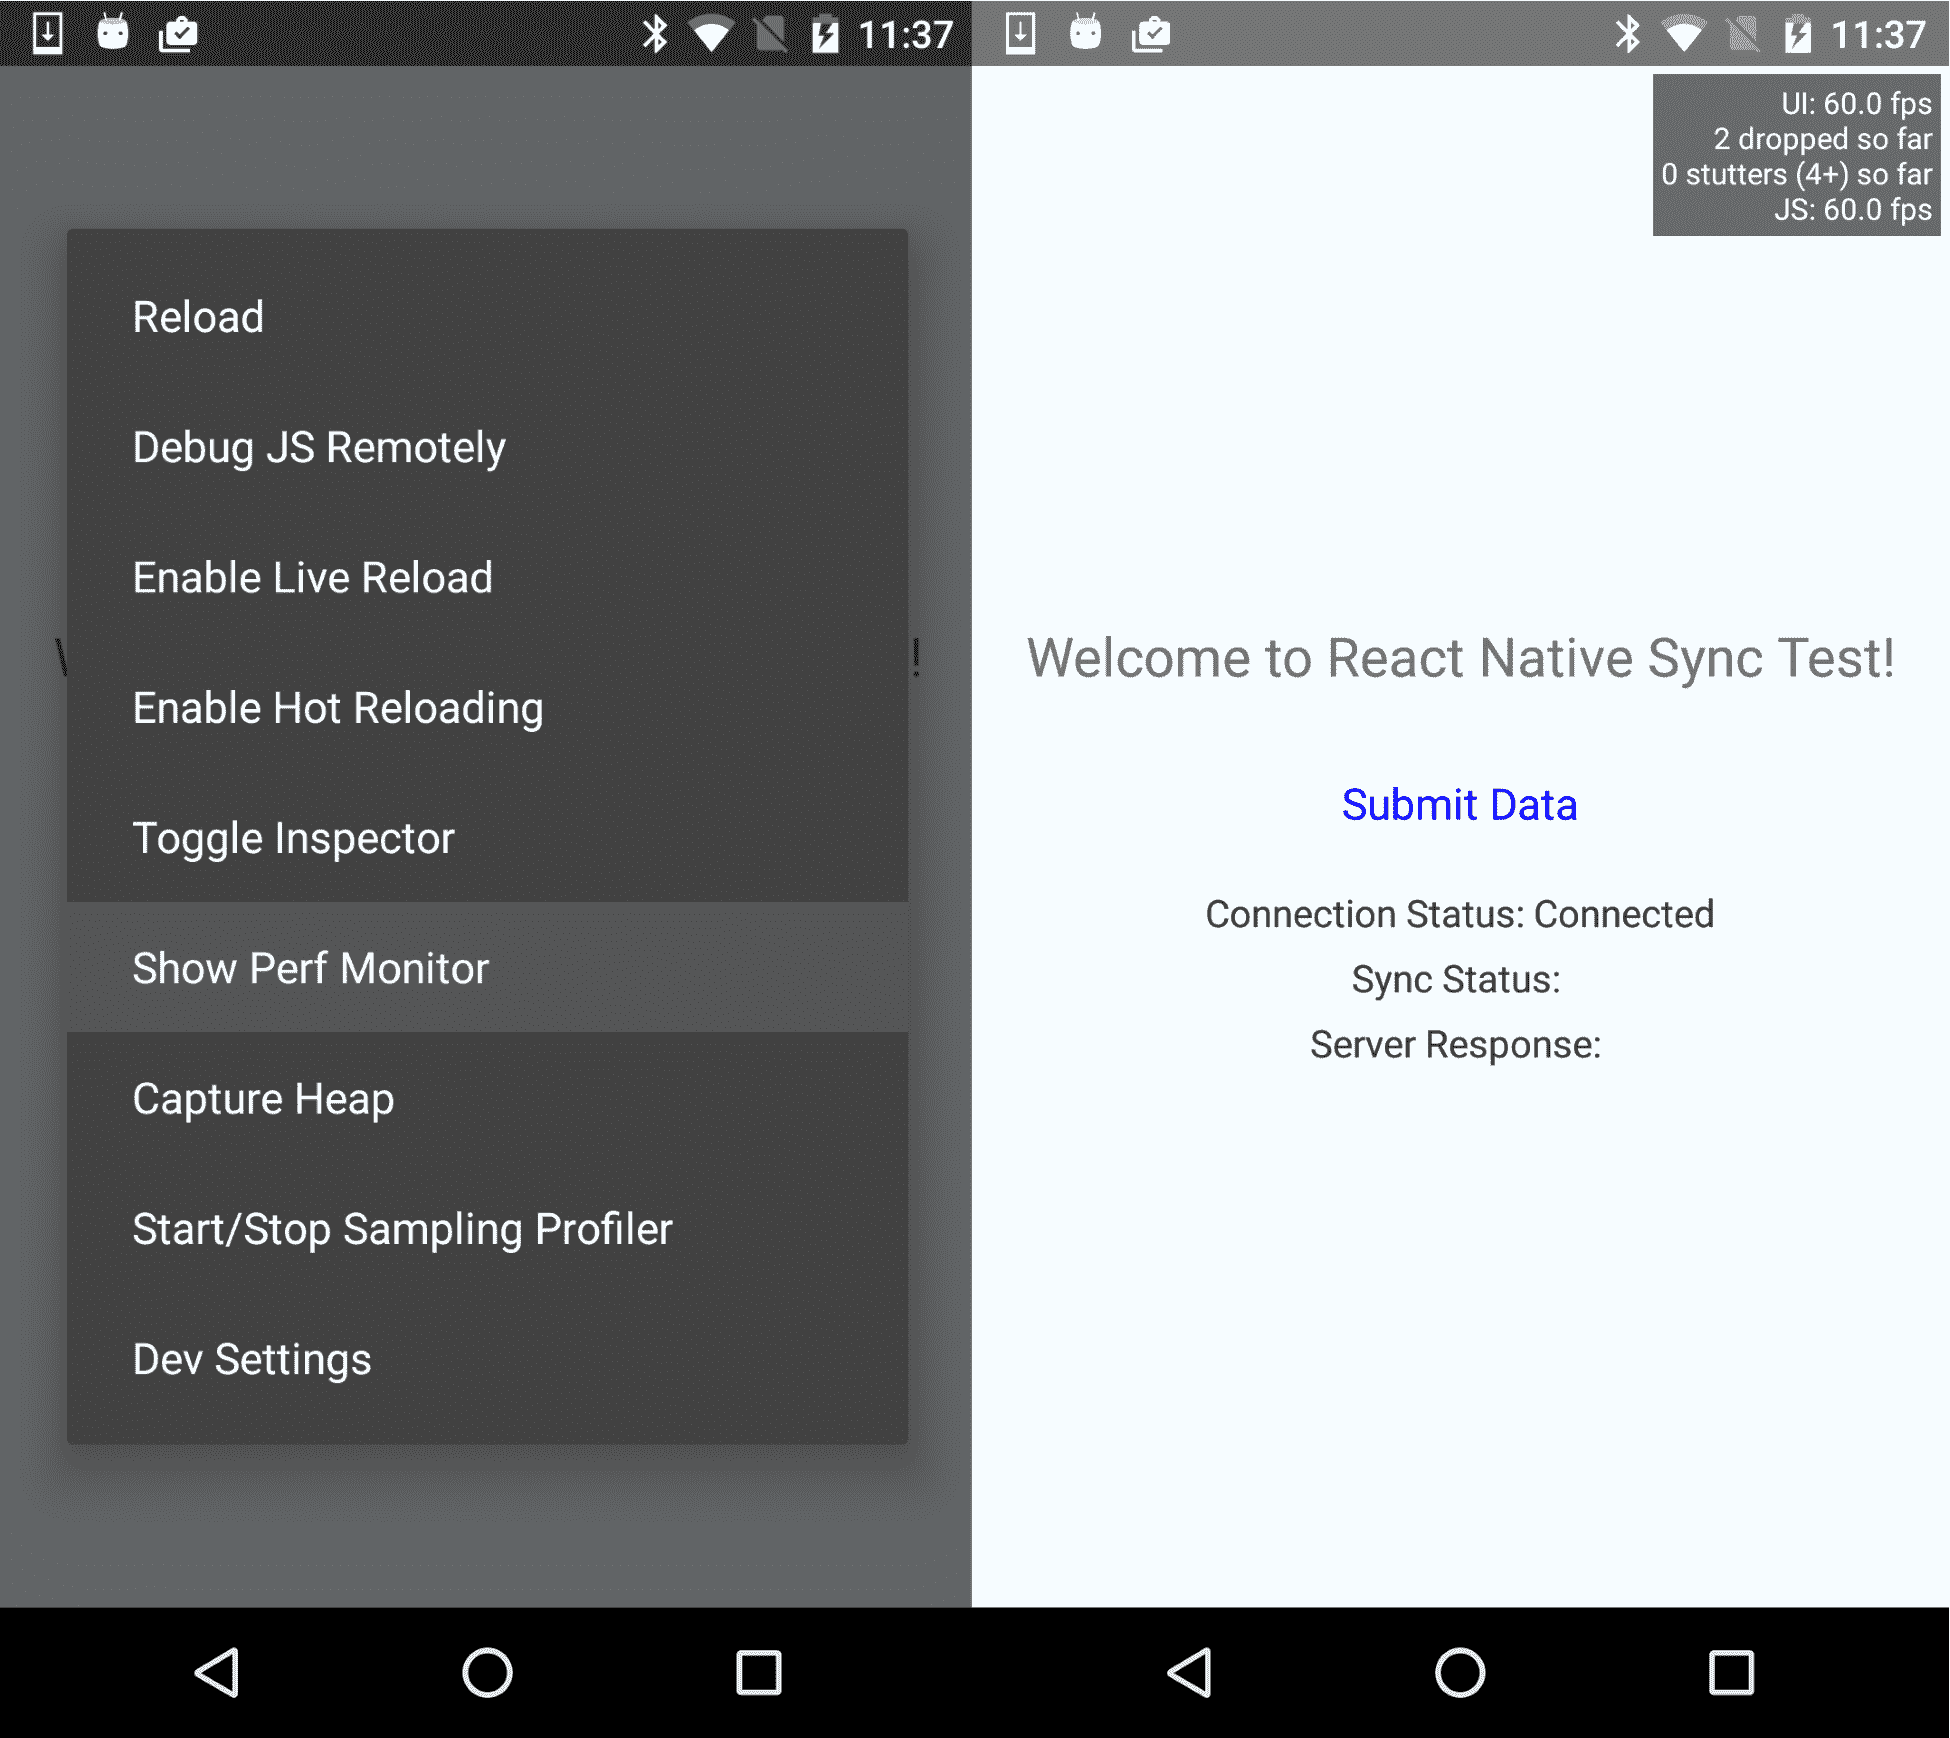 11:37
Reload
Debug JS Remotely
Enable Live Reload
!
Enable Hot Reloading
Toggle Inspector
Show Perf Monitor
Capture Heap
Start/Stop Sampling Profiler
Dev Settings
11:37
UI: 60.0 fps
2 dropped so far
0 stutters (4+) so far
JS: 60.0 fps
Welcome to React Native Sync Test!
Submit Data
Connection Status: Connected
Sync Status:
Server Response: